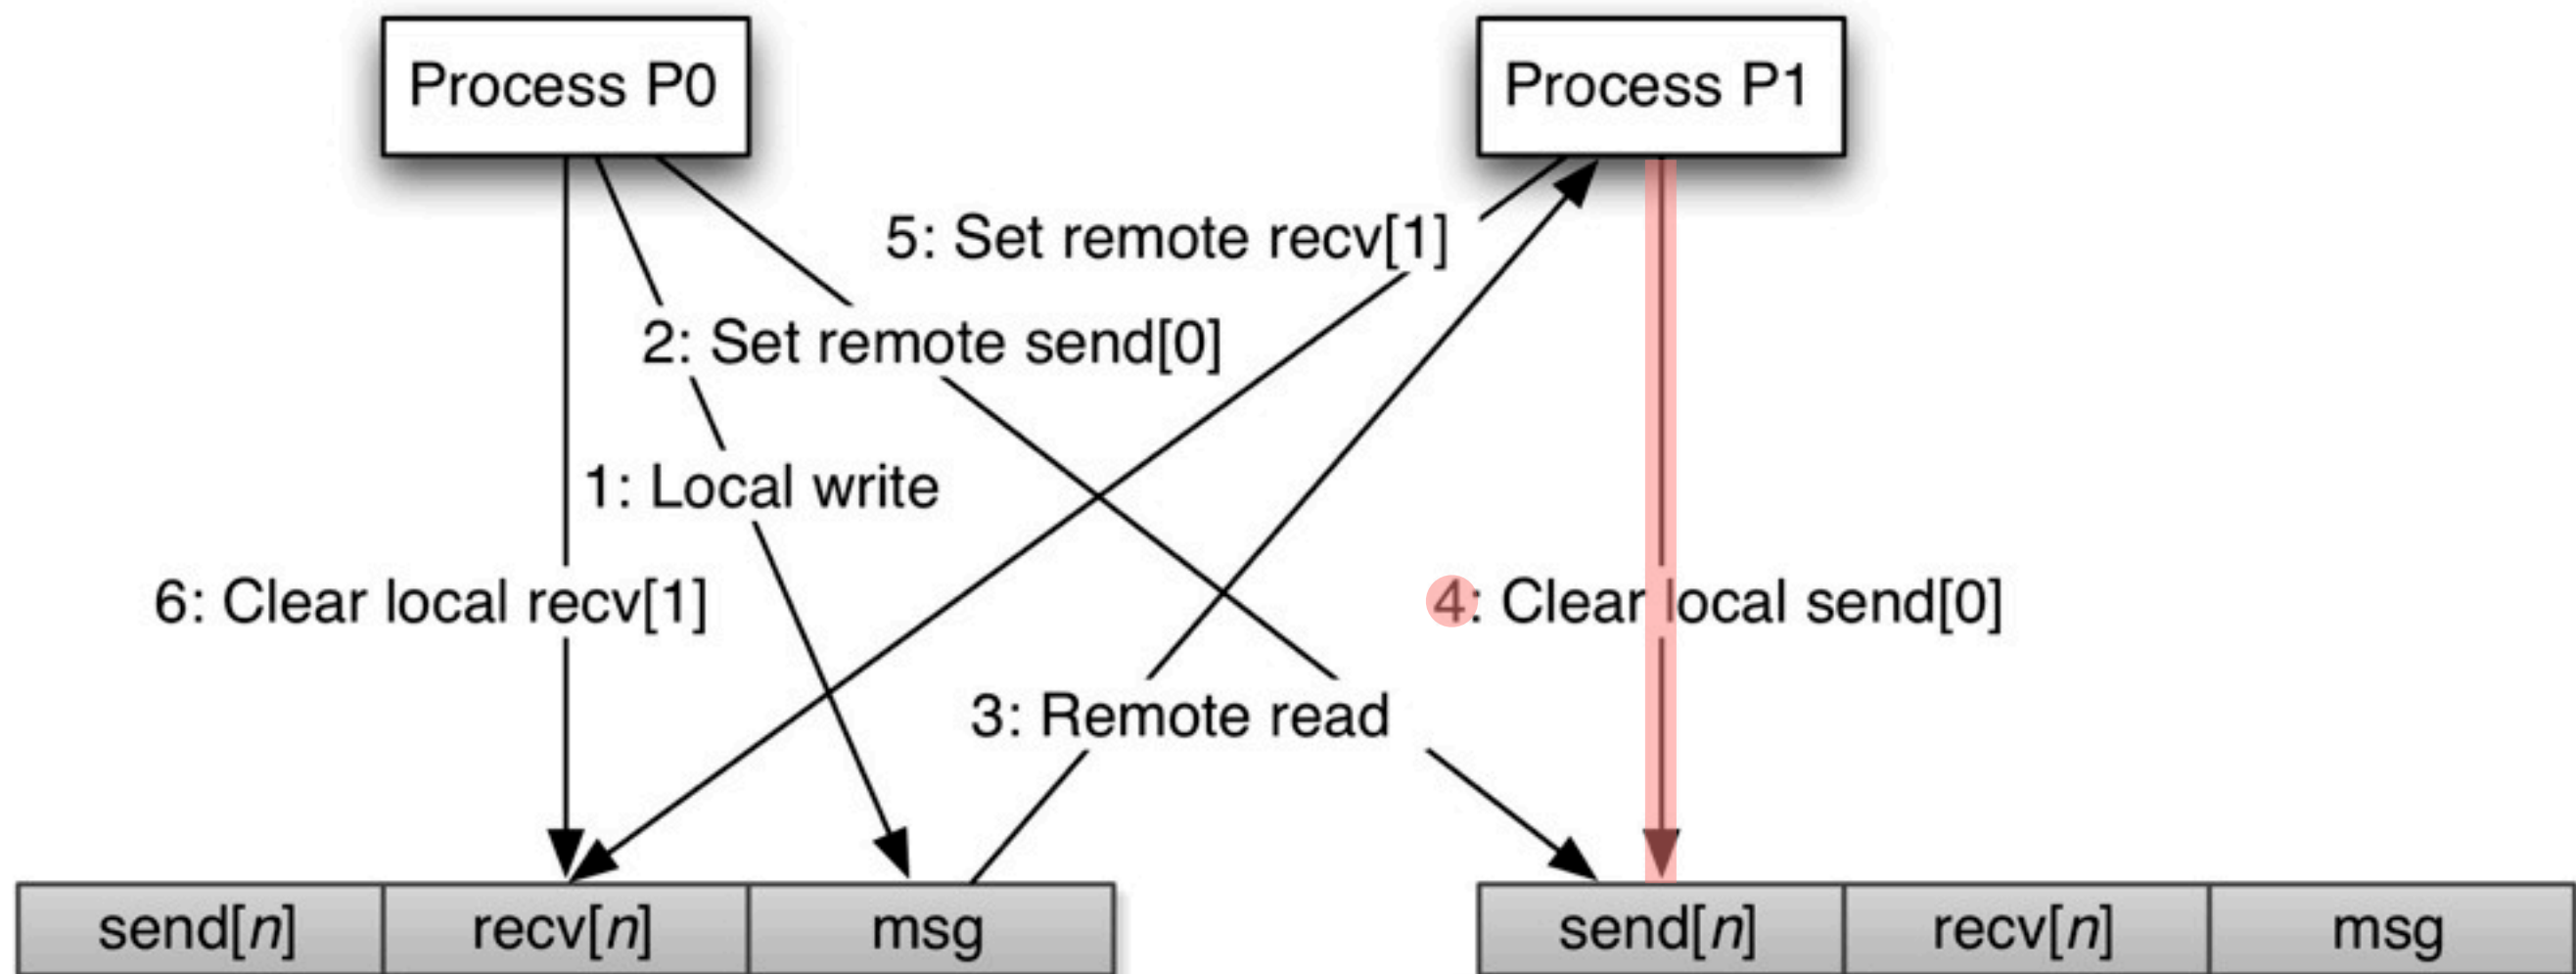 Process P0
Process P1
5: Set remote recv[1]
2: Set remote send[0]
1: Local write
6: Clear local recv[1]
4: Clear local send[0]
3: Remote read
send[n]
recv[n]
msg
send[n]
recv[n]
msg